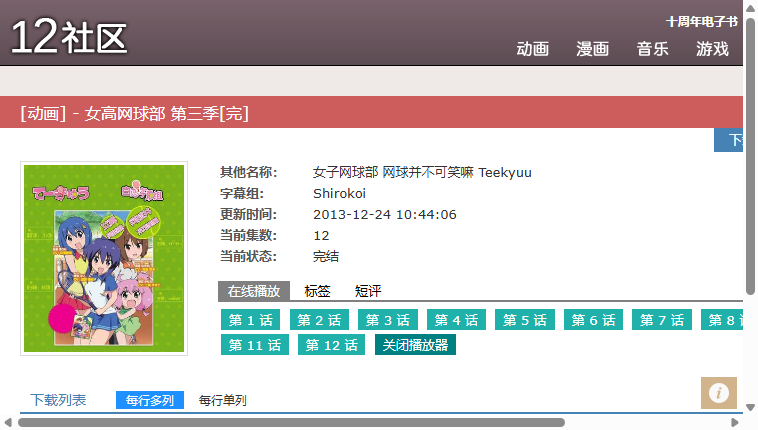 12社区
十周年电子书
动画 漫画 音乐 游戏
[动画] - 女高网球部 第三季[完]
てーきゅう
其他名称: 女子网球部 网球并不可笑嘛 Teekyuu
字幕组: Shirokoi
更新时间: 2013-12-24 10:44:06
当前集数: 12
当前状态: 完结
在线播放 标签 短评
第 1 话 第 2 话 第 3 话 第 4 话 第 5 话 第 6 话 第 7 话 第 8
第 11 话 第 12 话 关闭播放器
下载列表 每行多列 每行单列